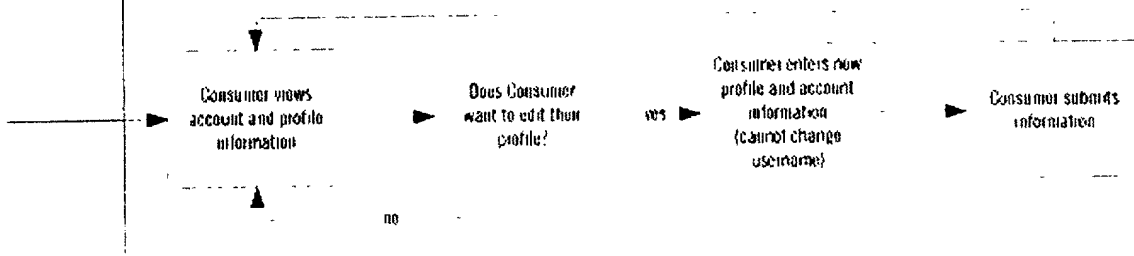 Consumer views
account and profile
information
Does Consumer
want to edit their
profile?
yes
Consumer enters new
profile and account
information
(cannot change
username)
Consumer submits
information
no